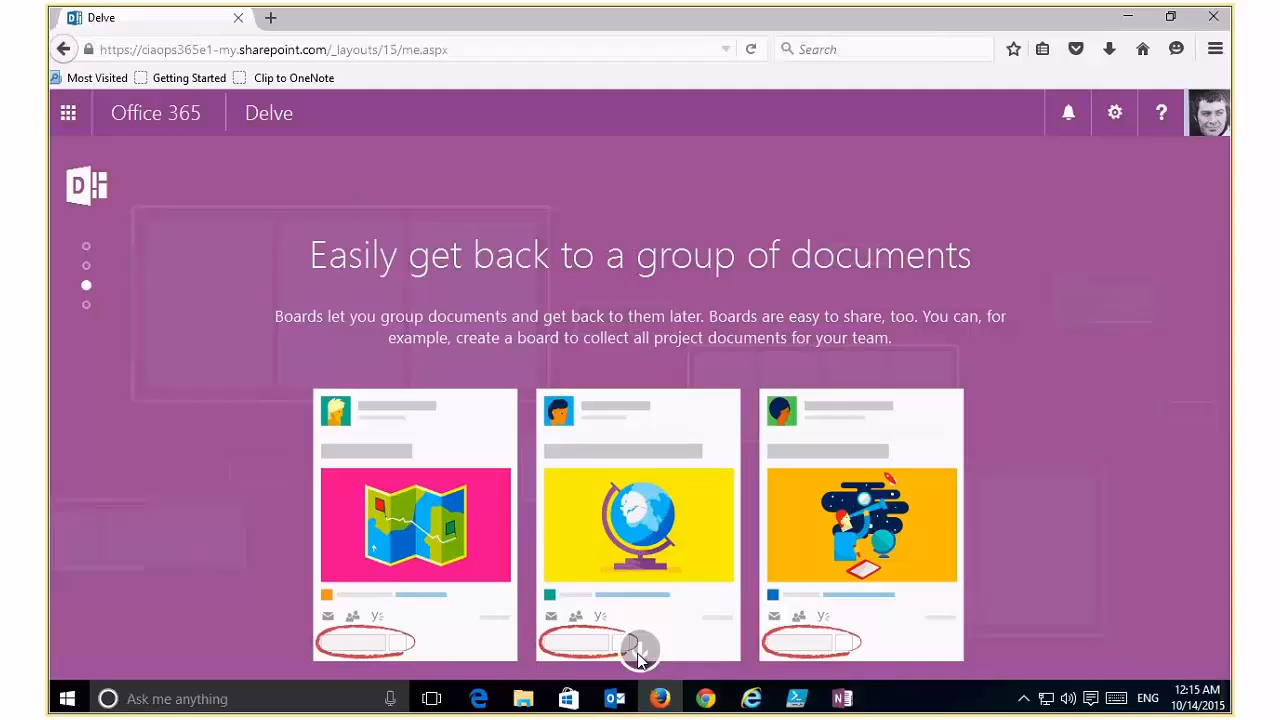 Delve
https://ciaops365e1-my.sharepoint.com/_layouts/15/me.aspx
Search
Most Visited Getting Started Clip to OneNote
Office 365 Delve ?
D
Easily get back to a group of documents
Boards let you group documents and get back to them later. Boards are easy to share, too. You can, for
example, create a board to collect all project documents for your team.
Ask me anything
ENG
12:15 AM
10/14/2015